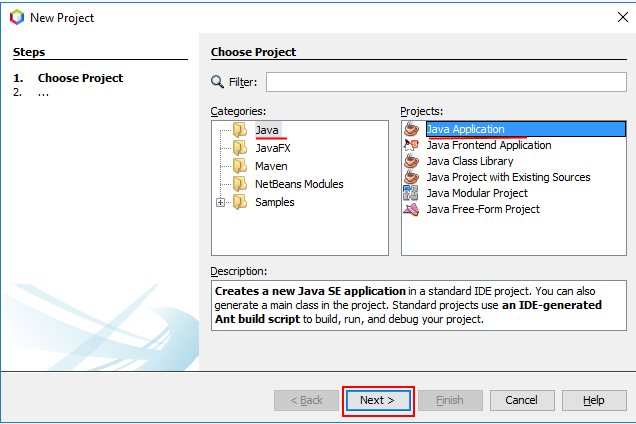 New Project
Steps
1. Choose Project
2. ...
Choose Project
Filter:
Categories:
Java
JavaFX
Maven
NetBeans Modules
Samples
Projects:
Java Application
Java Frontend Application
Java Class Library
Java Project with Existing Sources
Java Modular Project
Java Free-Form Project
Description:
Creates a new Java SE application in a standard IDE project. You can also
generate a main class in the project. Standard projects use an IDE-generated
Ant build script to build, run, and debug your project.
< Back
Next >
Finish
Cancel
Help